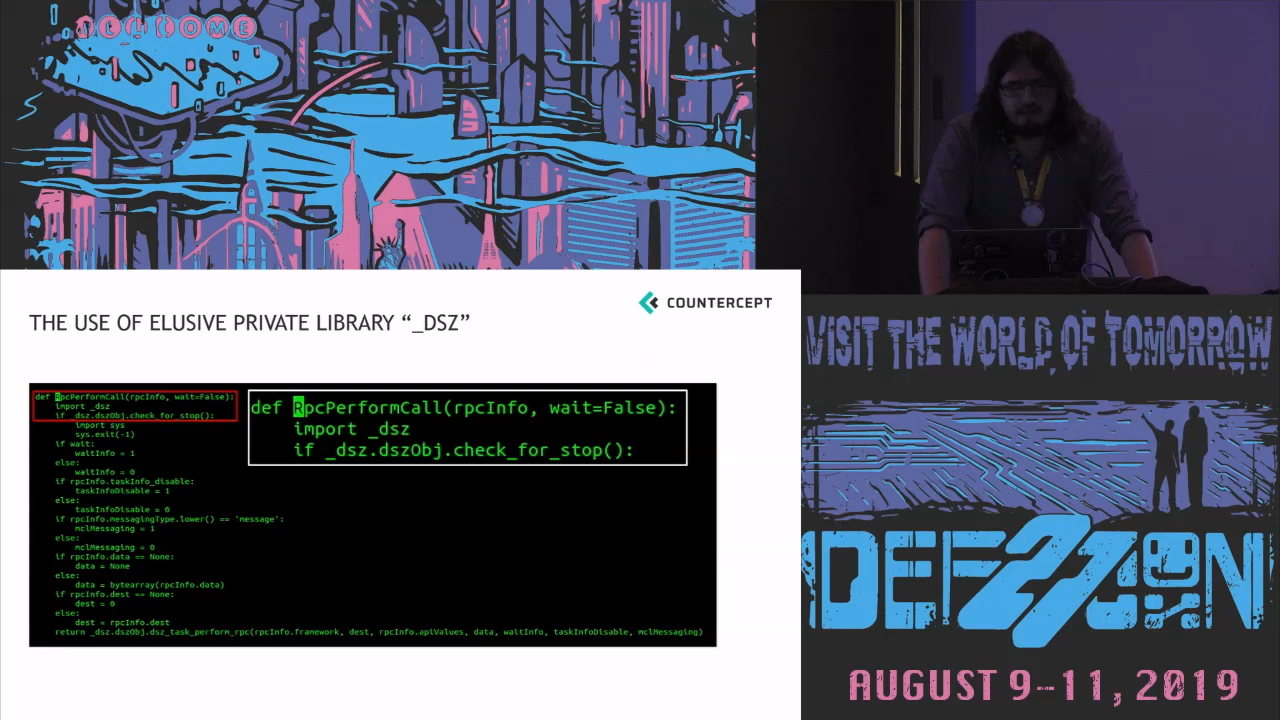 WELCOME
COUNTERCEPT
THE USE OF ELUSIVE PRIVATE LIBRARY “_DSZ”
def RpcPerformCall(rpcInfo, wait=False):
    import _dsz
    if _dsz.dszObj.check_for_stop():
        import sys
        sys.exit(-1)
    if wait:
        waitInfo = 1
    else:
        waitInfo = 0
    if rpcInfo.taskInfo_disable:
        taskInfoDisable = 1
    else:
        taskInfoDisable = 0
    if rpcInfo.messagingType.lower() == 'message':
        mclMessaging = 1
    else:
        mclMessaging = 0
    if rpcInfo.data == None:
        data = None
    else:
        data = bytearray(rpcInfo.data)
    if rpcInfo.dest == None:
        dest = 0
    else:
        dest = rpcInfo.dest
    return _dsz.dszObj.dsz_task_perform_rpc(rpcInfo.framework, dest, rpcInfo.apiValues, data, waitInfo, taskInfoDisable, mclMessaging)
def RpcPerformCall(rpcInfo, wait=False):
    import _dsz
    if _dsz.dszObj.check_for_stop():
VISIT THE WORLD OF TOMORROW
DEF27CON
AUGUST 9-11, 2019